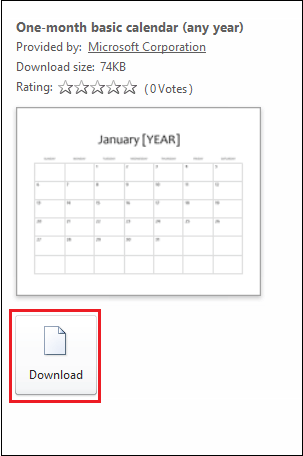 One-month basic calendar (any year)
Provided by: Microsoft Corporation
Download size: 74KB
Rating: (0 Votes)
January [YEAR]
1 2 3 4 5
6 7 8 9 10 11 12
13 14 15 16 17 18 19
20 21 22 23 24 25 26
27 28 29 30 31
Download